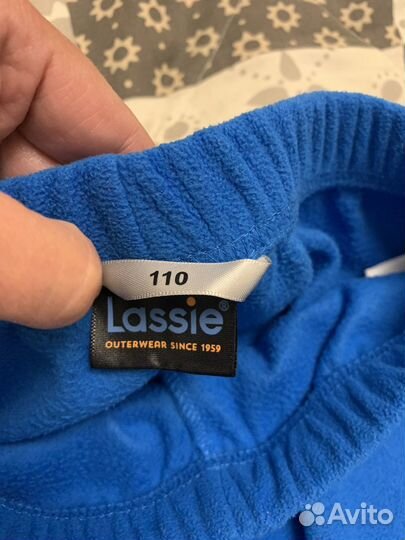 110
Lassie®
OUTERWEAR SINCE 1959
Avito